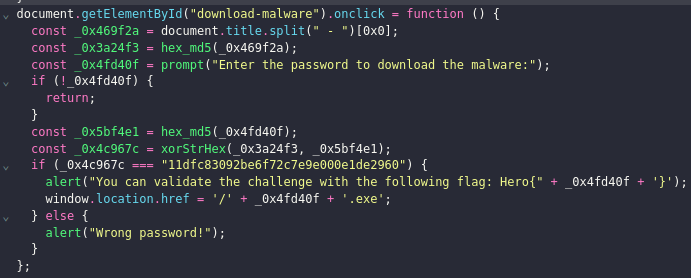 document.getElementById("download-malware").onclick = function () {
const _0x469f2a = document.title.split(" - ")[0x0];
const _0x3a24f3 = hex_md5(_0x469f2a);
const _0x4fd40f = prompt("Enter the password to download the malware:");
if (!_0x4fd40f) {
return;
}
const _0x5bf4e1 = hex_md5(_0x4fd40f);
const _0x4c967c = xorStrHex(_0x3a24f3, _0x5bf4e1);
if (_0x4c967c === "11dfc83092be6f72c7e9e000e1de2960") {
alert("You can validate the challenge with the following flag: Hero{" + _0x4fd40f + '}');
window.location.href = '/' + _0x4fd40f + '.exe';
} else {
alert("Wrong password!");
}
};